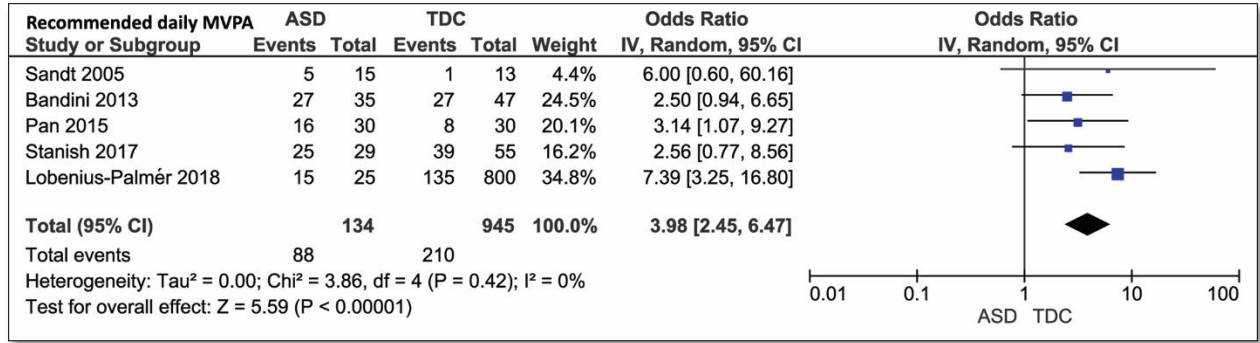 Recommended daily MVPA ASD TDC Odds Ratio Odds Ratio
Study or Subgroup Events Total Events Total Weight IV, Random, 95% CI IV, Random, 95% CI
Sandt 2005 5 15 1 13 4.4% 6.00 [0.60, 60.16]
Bandini 2013 27 35 27 47 24.5% 2.50 [0.94, 6.65]
Pan 2015 16 30 8 30 20.1% 3.14 [1.07, 9.27]
Stanish 2017 25 29 39 55 16.2% 2.56 [0.77, 8.56]
Lobenius-Palmér 2018 15 25 135 800 34.8% 7.39 [3.25, 16.80]
Total (95% CI) 134 945 100.0% 3.98 [2.45, 6.47]
Total events 88 210
Heterogeneity: Tau² = 0.00; Chi² = 3.86, df = 4 (P = 0.42); I² = 0%
Test for overall effect: Z = 5.59 (P < 0.00001)
0.01 0.1 1 10 100
ASD TDC